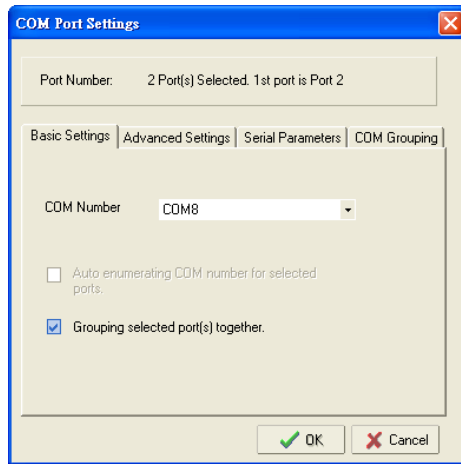 COM Port Settings
Port Number: 2 Port(s) Selected. 1st port is Port 2
Basic Settings Advanced Settings Serial Parameters COM Grouping
COM Number COM8
Auto enumerating COM number for selected
ports.
Grouping selected port(s) together.
OK Cancel